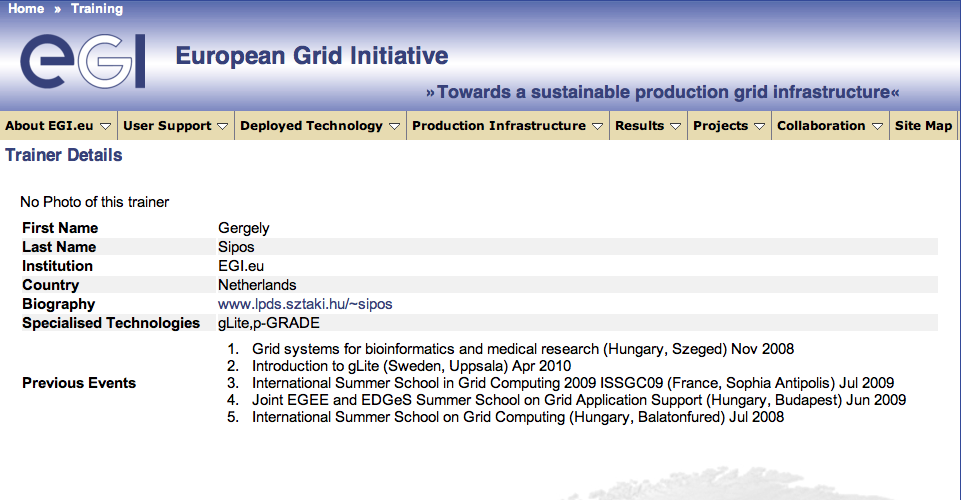 Home » Training
eGI
European Grid Initiative
»Towards a sustainable production grid infrastructure«
About EGI.eu User Support Deployed Technology Production Infrastructure Results Projects Collaboration Site Map
Trainer Details
No Photo of this trainer
First Name Gergely
Last Name Sipos
Institution EGI.eu
Country Netherlands
Biography www.lpds.sztaki.hu/~sipos
Specialised Technologies gLite,p-GRADE
Previous Events
1. Grid systems for bioinformatics and medical research (Hungary, Szeged) Nov 2008
2. Introduction to gLite (Sweden, Uppsala) Apr 2010
3. International Summer School in Grid Computing 2009 ISSGC09 (France, Sophia Antipolis) Jul 2009
4. Joint EGEE and EDGeS Summer School on Grid Application Support (Hungary, Budapest) Jun 2009
5. International Summer School on Grid Computing (Hungary, Balatonfured) Jul 2008